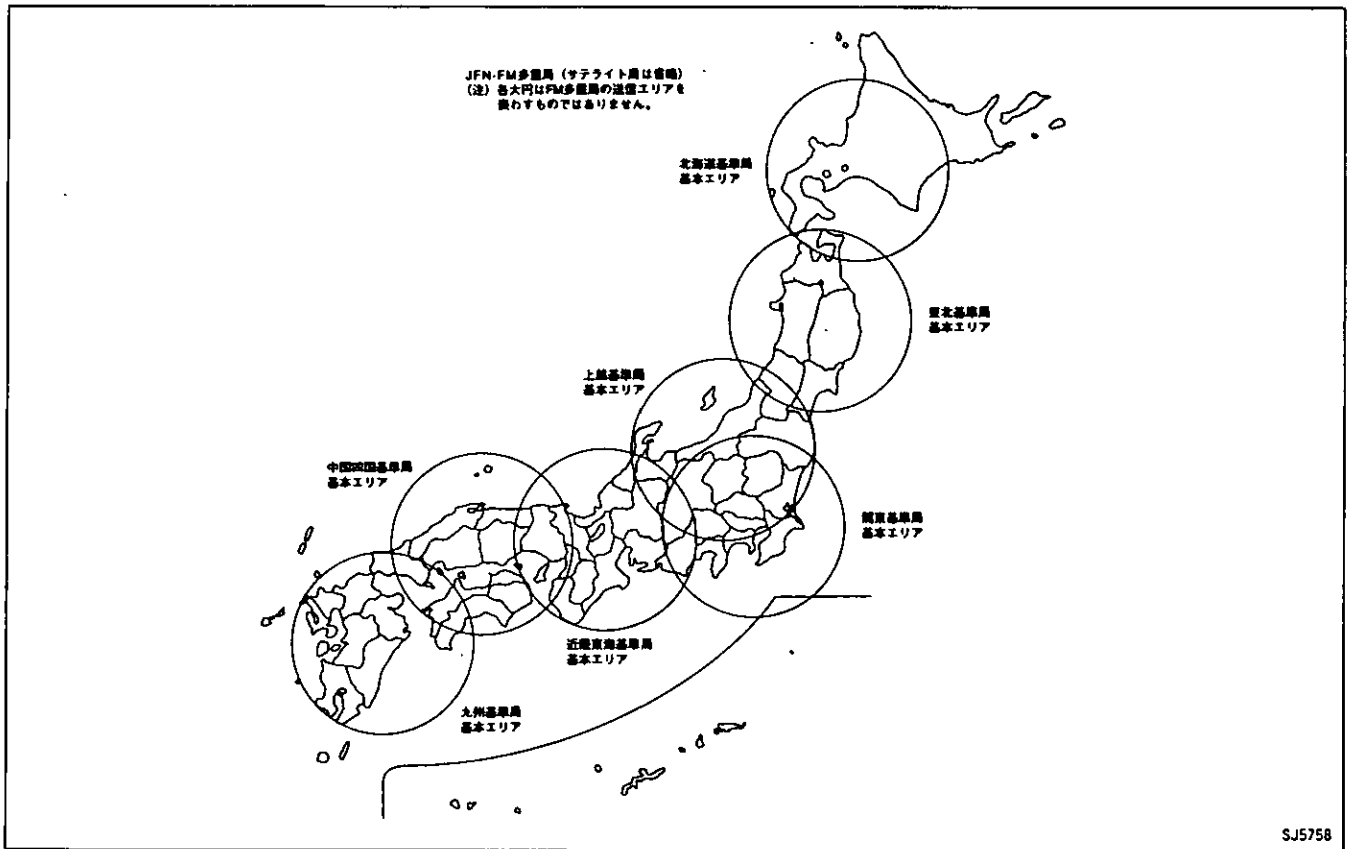 JFN·FM多重局（サテライト局は省略）
（注）各大円はFM多重局の送信エリアを
表わすものではありません。
北海道基準局
基本エリア
東北基準局
基本エリア
上越基準局
基本エリア
中国四国基準局
基本エリア
関東基準局
基本エリア
近畿東海基準局
基本エリア
九州基準局
基本エリア
SJ5758